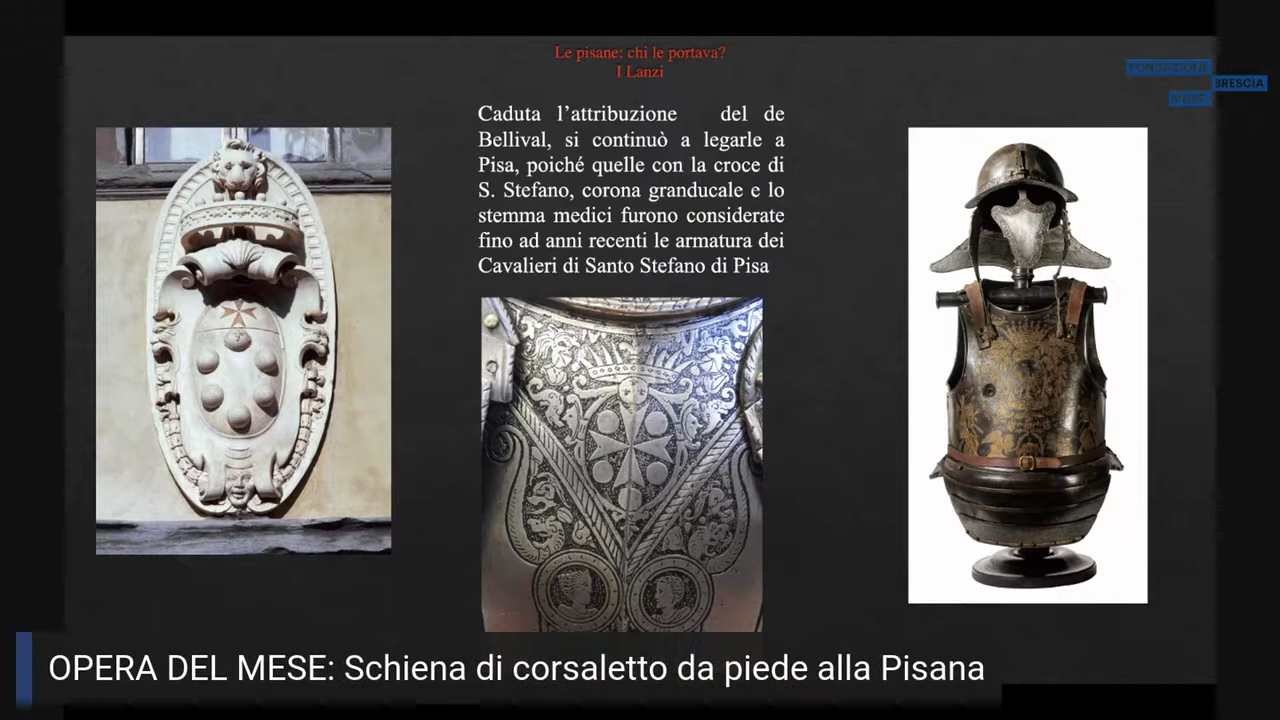 Le pisane: chi le portava?
I Lanzi
FONDAZIONE
BRESCIA
MUSEI
Caduta l’attribuzione del de
Bellival, si continuò a legarle a
Pisa, poiché quelle con la croce di
S. Stefano, corona granducale e lo
stemma medici furono considerate
fino ad anni recenti le armatura dei
Cavalieri di Santo Stefano di Pisa
OPERA DEL MESE: Schiena di corsaletto da piede alla Pisana